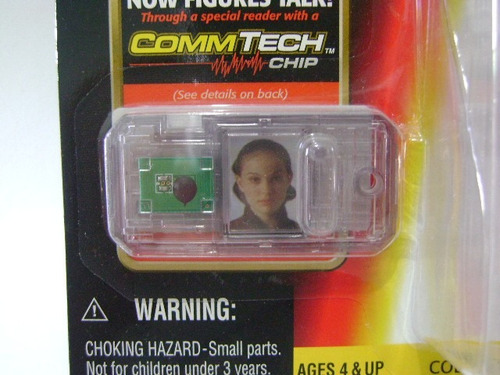 NOW FIGURES TALK!
Through a special reader with a
COMMTECH™
CHIP
(See details on back)
WARNING:
CHOKING HAZARD-Small parts.
Not for children under 3 years.
AGES 4 & UP